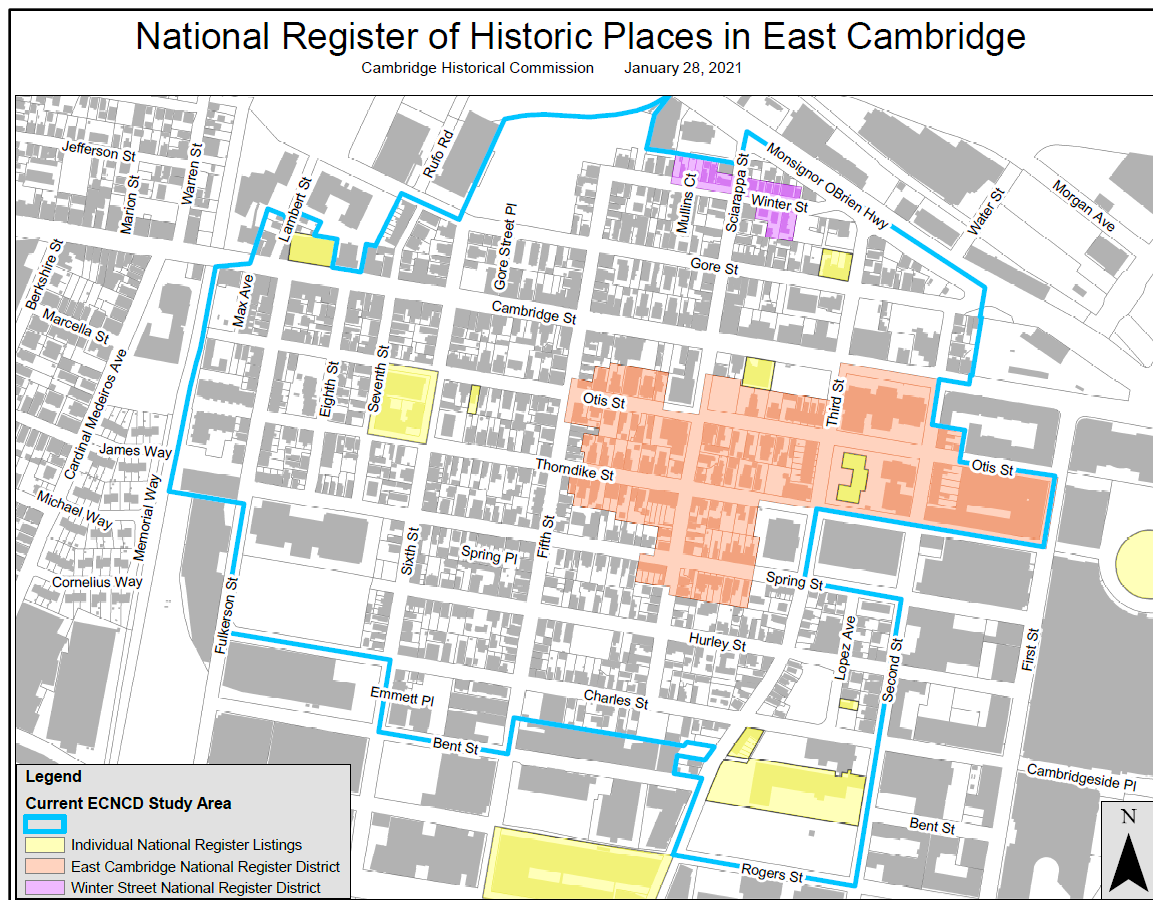 National Register of Historic Places in East Cambridge
Cambridge Historical Commission January 28, 2021
Jefferson St
Marion St
Warren St
Lambert St
Rufo Rd
Gore Street Pl
Mullins Ct
Sciarappa St
Winter St
Monsignor OBrien Hwy
Water St
Morgan Ave
Berkshire St
Marcella St
Max Ave
Gore St
Cambridge St
Cardinal Medeiros Ave
Eighth St
Seventh St
Otis St
Third St
James Way
Thorndike St
Otis St
Michael Way
Memorial Way
Sixth St
Spring Pl
Fifth St
Cornelius Way
Fulkerson St
Spring St
Hurley St
Lopez Ave
Second St
First St
Emmett Pl
Charles St
Bent St
Cambridgeside Pl
Bent St
Rogers St
Legend
Current ECNCD Study Area
Individual National Register Listings
East Cambridge National Register District
Winter Street National Register District
N